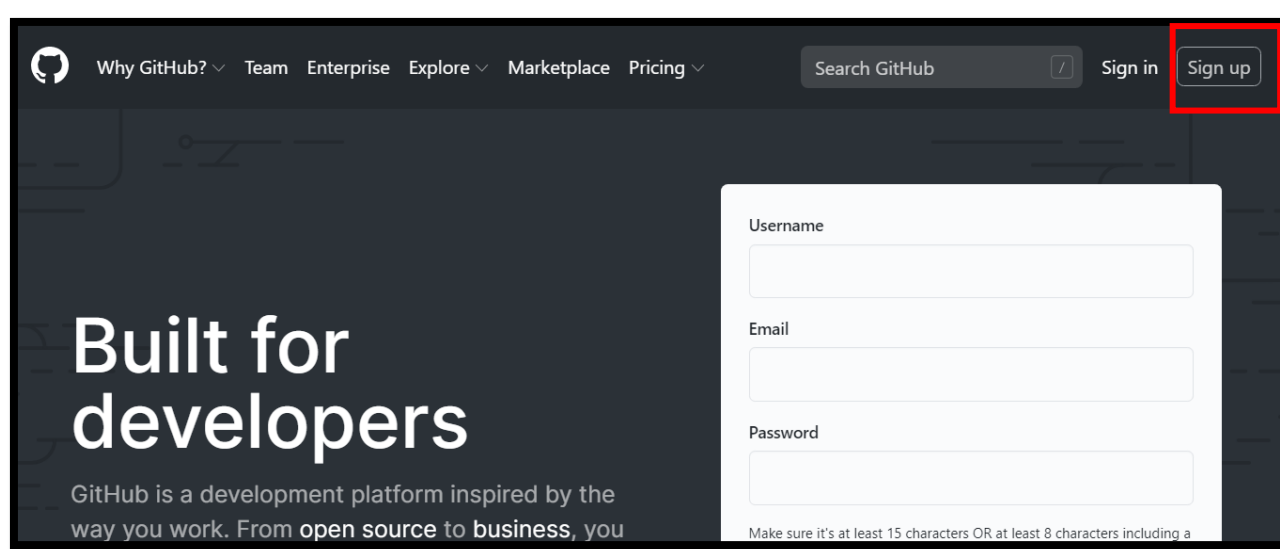 Why GitHub? Team Enterprise Explore Marketplace Pricing Search GitHub / Sign in Sign up
Built for
developers
GitHub is a development platform inspired by the
way you work. From open source to business, you
Username
Email
Password
Make sure it's at least 15 characters OR at least 8 characters including a